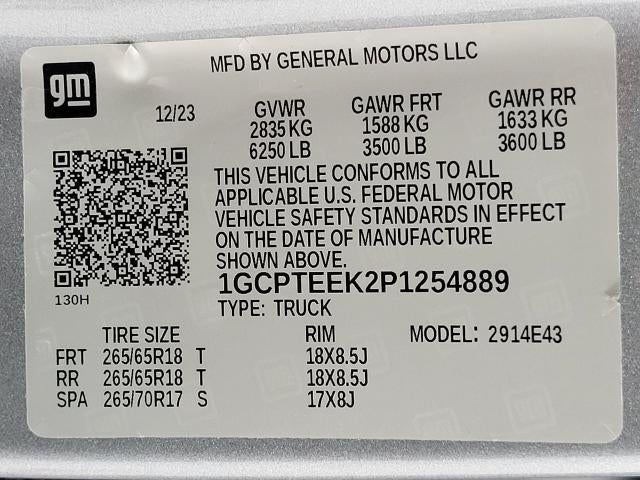 gm
MFD BY GENERAL MOTORS LLC
12/23
GVWR GAWR FRT GAWR RR
2835 KG 1588 KG 1633 KG
6250 LB 3500 LB 3600 LB
THIS VEHICLE CONFORMS TO ALL
APPLICABLE U.S. FEDERAL MOTOR
VEHICLE SAFETY STANDARDS IN EFFECT
ON THE DATE OF MANUFACTURE
SHOWN ABOVE.
130H
1GCPTEEK2P1254889
TYPE: TRUCK
TIRE SIZE RIM MODEL: 2914E43
FRT 265/65R18 T 18X8.5J
RR 265/65R18 T 18X8.5J
SPA 265/70R17 S 17X8J